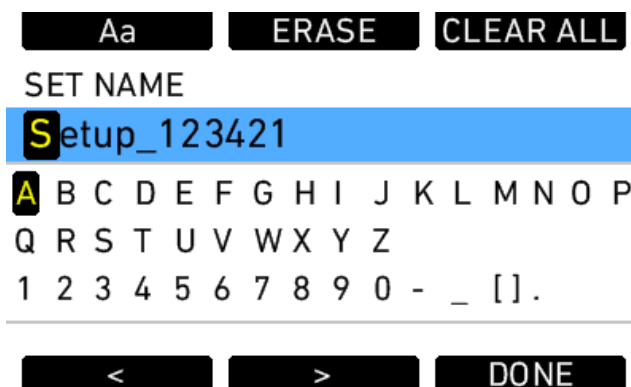 Aa ERASE CLEAR ALL
SET NAME
Setup_123421
A B C D E F G H I J K L M N O P
Q R S T U V W X Y Z
1 2 3 4 5 6 7 8 9 0 - _ [ ] .
< > DONE